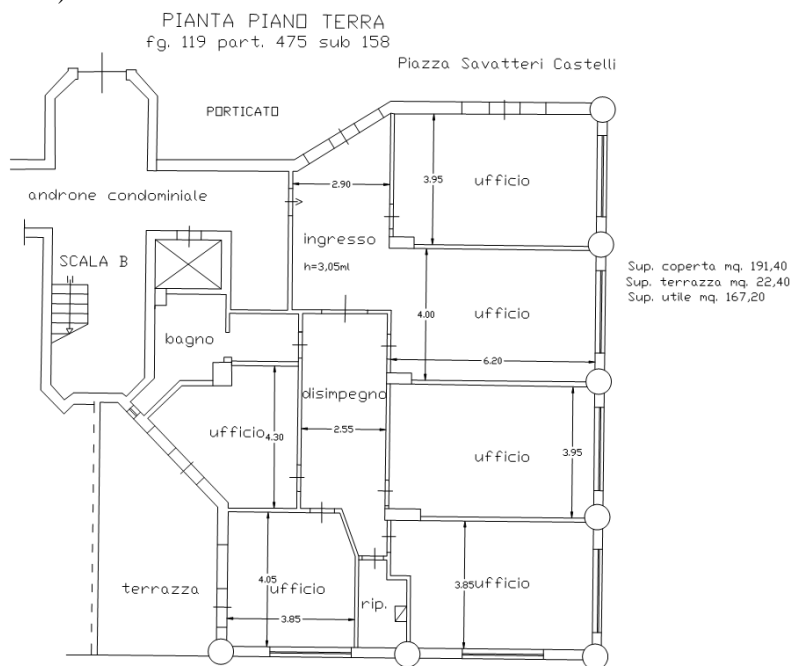 PIANTA PIANO TERRA
fg. 119 part. 475 sub 158
Piazza Savatteri Castelli
PORTICATO
androne condominiale
2.90
3.95
ufficio
ingresso
h=3,05ml
SCALA B
Sup. coperta mq. 191,40
Sup. terrazza mq. 22,40
Sup. utile mq. 167,20
4.00
ufficio
bagno
6.20
disimpegno
ufficio
4.30
2.55
ufficio
3.95
terrazza
4.05
ufficio
3.85
rip.
3.85
ufficio